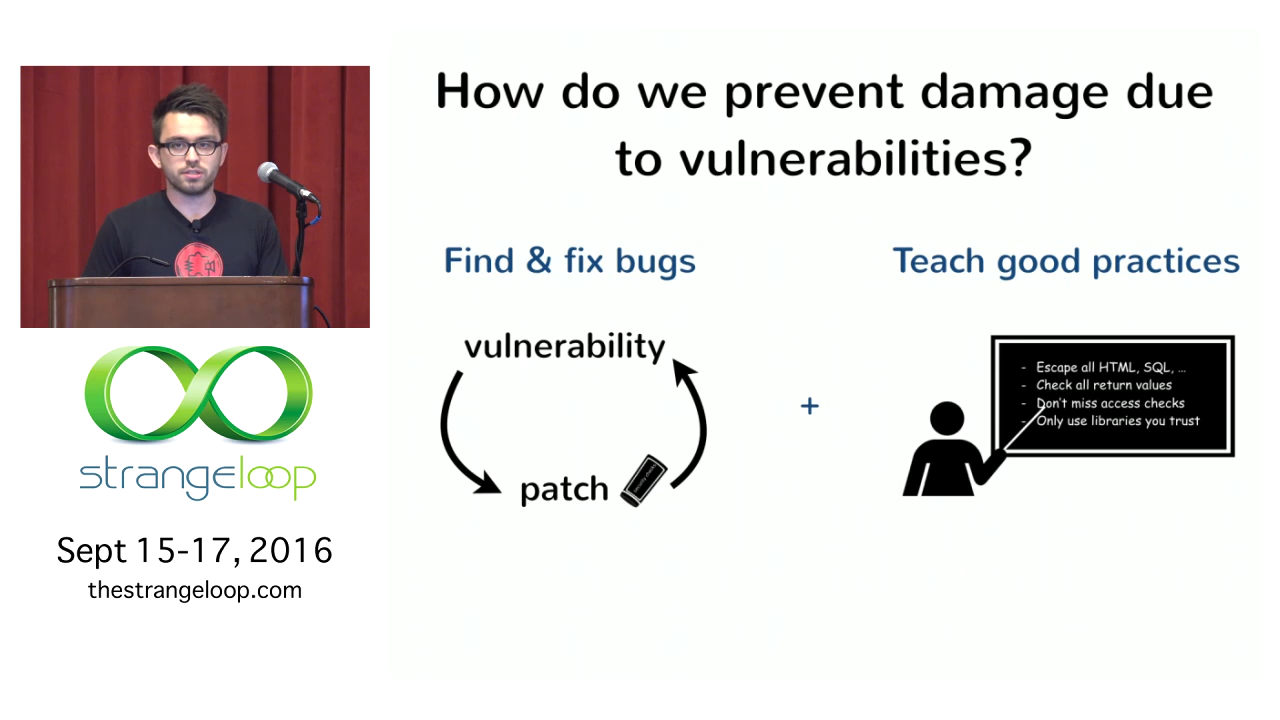 How do we prevent damage due
to vulnerabilities?
Find & fix bugs
Teach good practices
vulnerability
patch
+
- Escape all HTML, SQL, ...
- Check all return values
- Don't miss access checks
- Only use libraries you trust
strangeloop
Sept 15-17, 2016
thestrangeloop.com